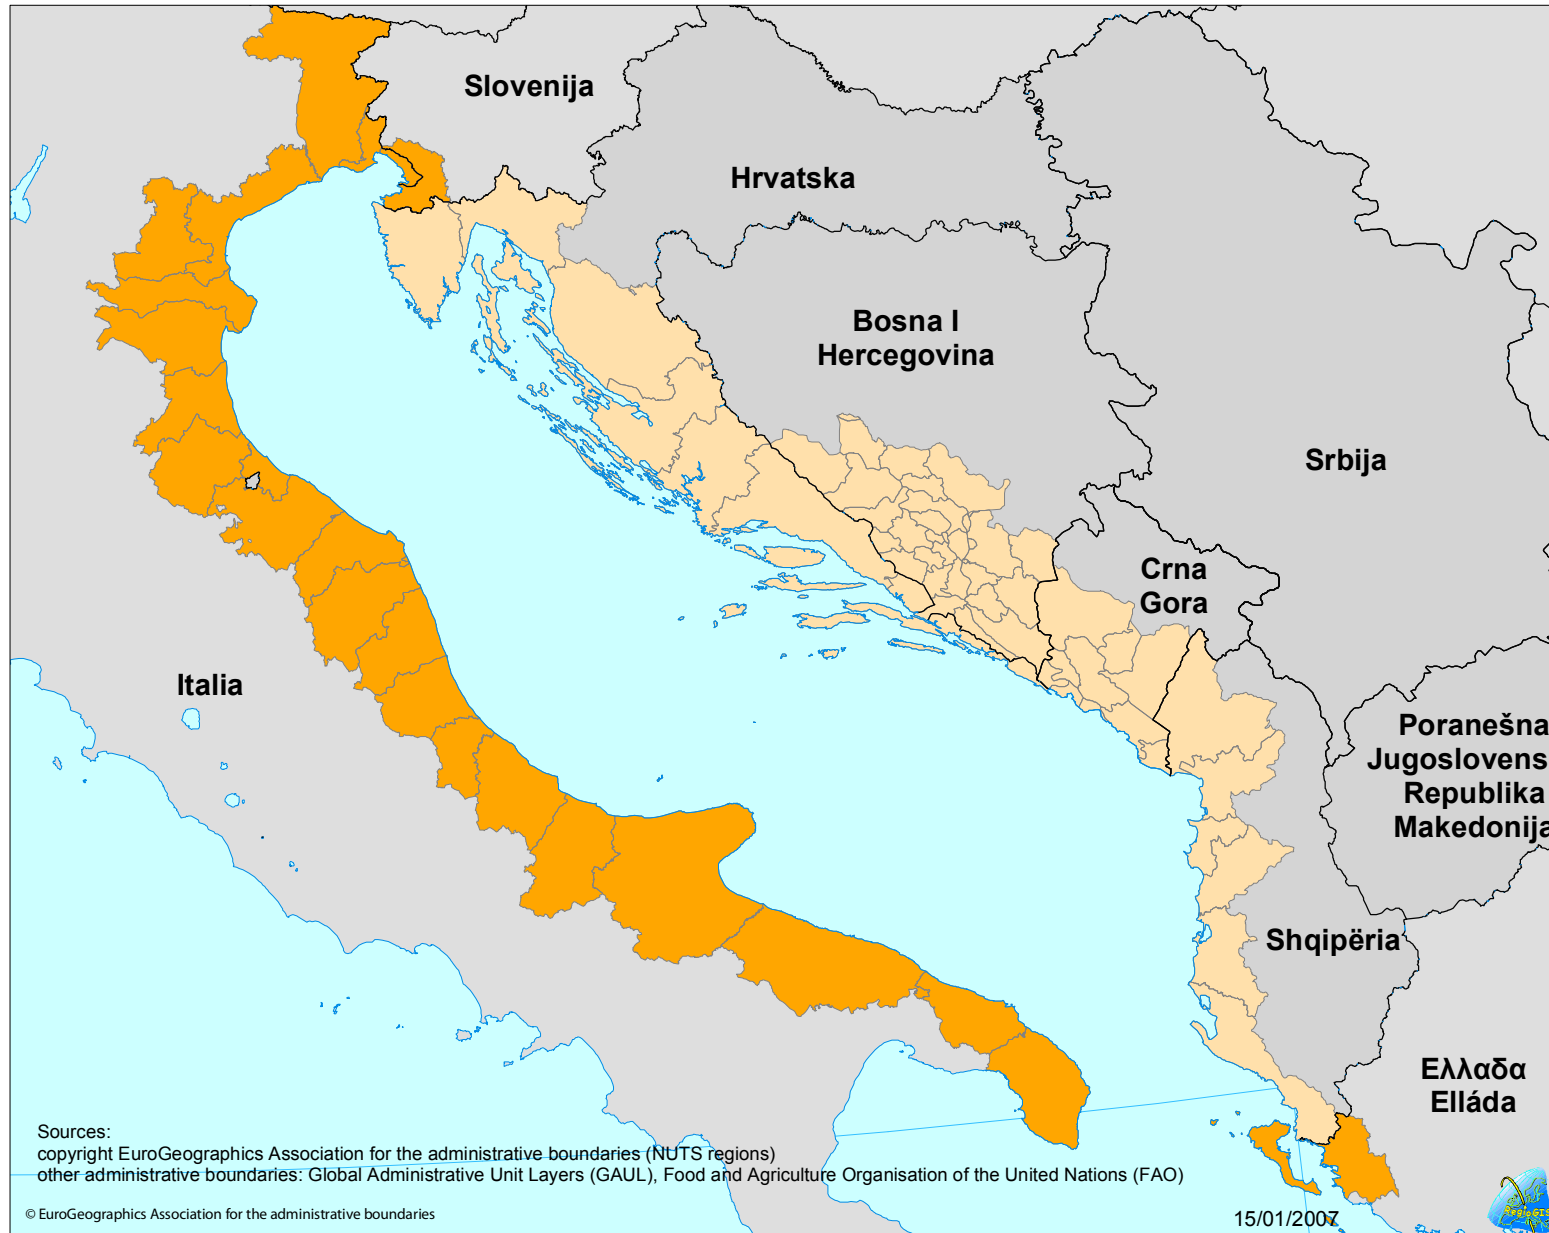 Slovenija
Hrvatska
Bosna I
Hercegovina
Srbija
Crna
Gora
Italia
Poranešna
Jugoslovens
Republika
Makedonija
Shqipëria
Ελλαδα
Elláda
Sources:
copyright EuroGeographics Association for the administrative boundaries (NUTS regions)
other administrative boundaries: Global Administrative Unit Layers (GAUL), Food and Agriculture Organisation of the United Nations (FAO)
© EuroGeographics Association for the administrative boundaries
15/01/2007
RegioGIS